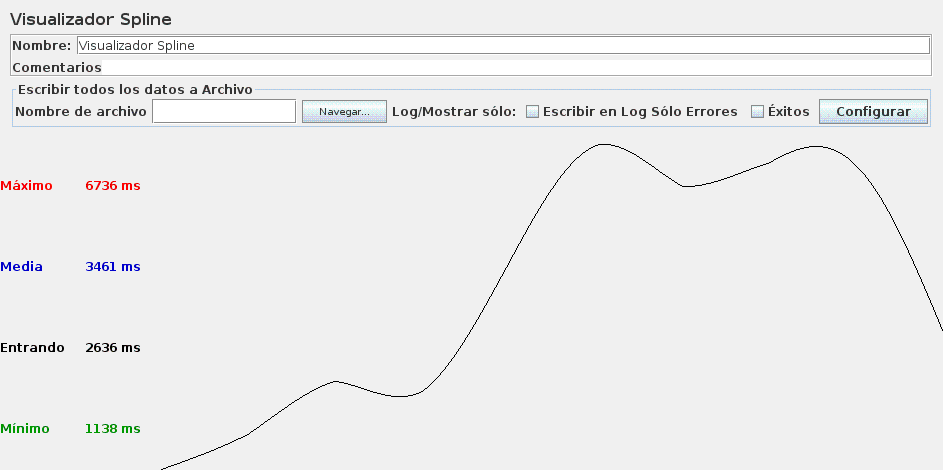 Visualizador Spline
Nombre: Visualizador Spline
Comentarios
Escribir todos los datos a Archivo
Nombre de archivo Navegar... Log/Mostrar sólo: Escribir en Log Sólo Errores Éxitos Configurar
Máximo 6736 ms
Media 3461 ms
Entrando 2636 ms
Mínimo 1138 ms